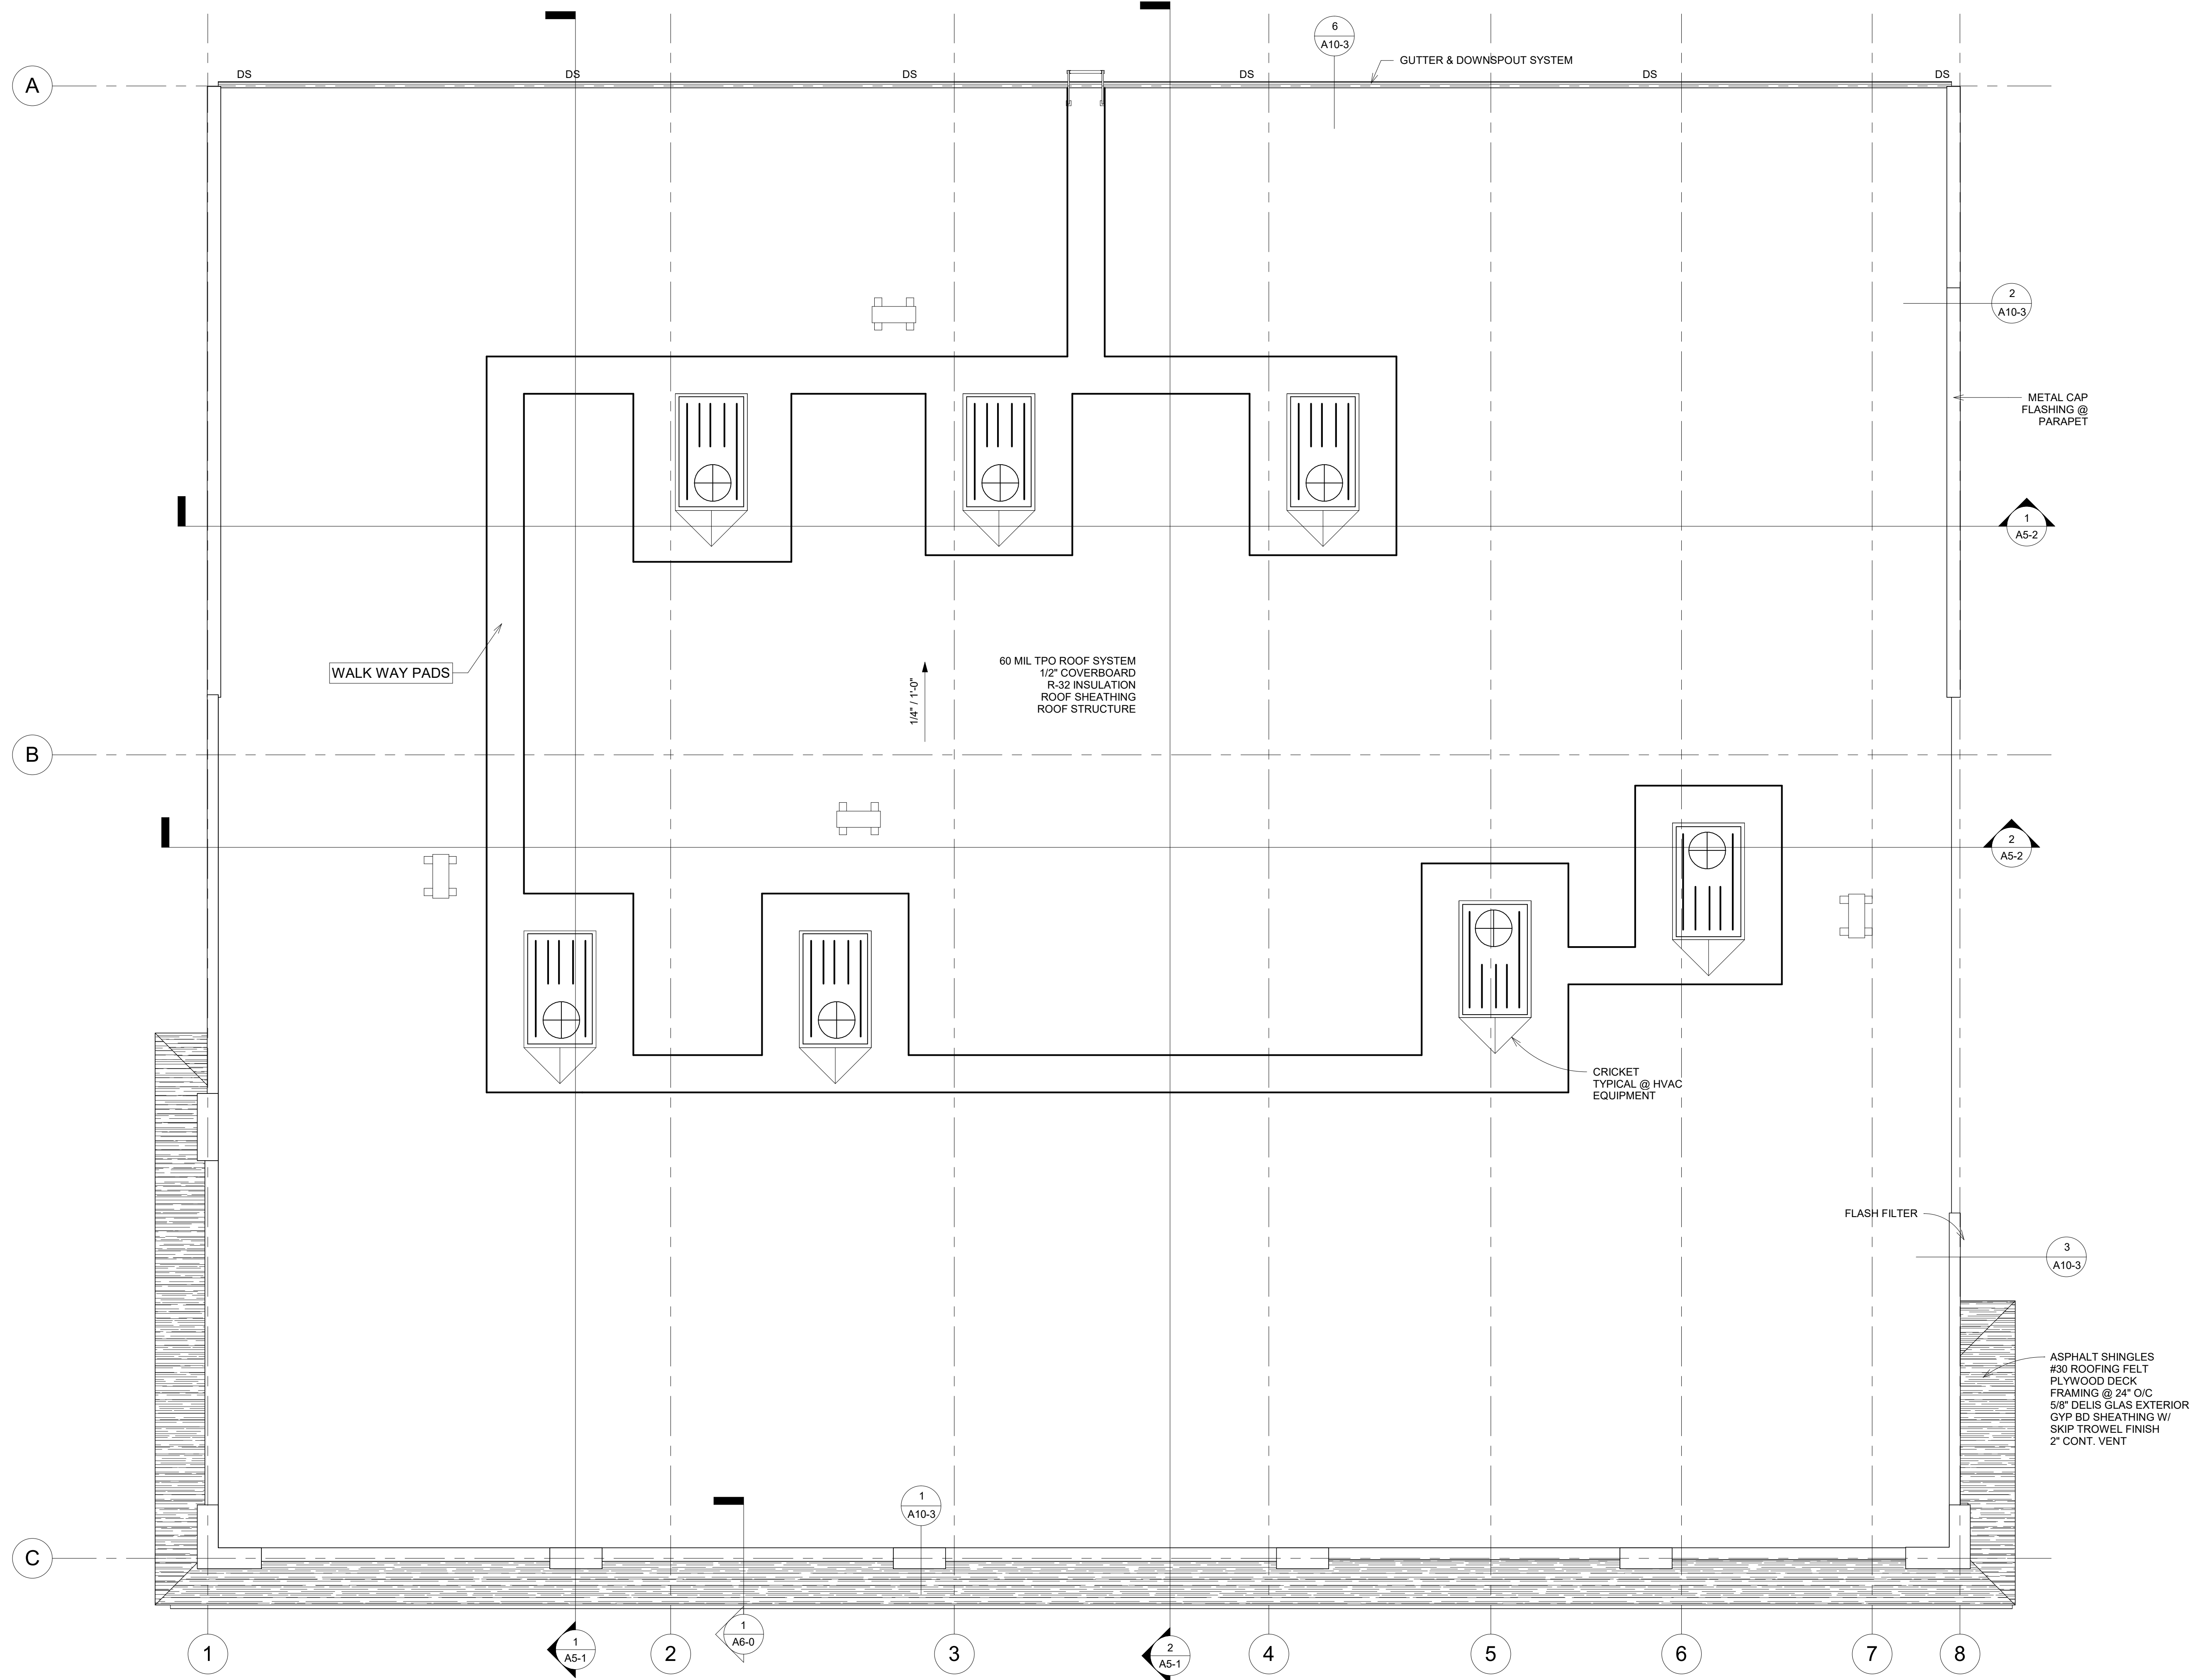 6
A10-3
GUTTER & DOWNSPOUT SYSTEM
DS
DS
DS
DS
DS
DS
A
2
A10-3
METAL CAP
FLASHING @
PARAPET
1
A5-2
WALK WAY PADS
1/4" / 1'-0"
60 MIL TPO ROOF SYSTEM
1/2" COVERBOARD
R-32 INSULATION
ROOF SHEATHING
ROOF STRUCTURE
B
2
A5-2
CRICKET
TYPICAL @ HVAC
EQUIPMENT
FLASH FILTER
3
A10-3
ASPHALT SHINGLES
#30 ROOFING FELT
PLYWOOD DECK
FRAMING @ 24" O/C
5/8" DELIS GLAS EXTERIOR
GYP BD SHEATHING W/
SKIP TROWEL FINISH
2" CONT. VENT
1
A10-3
C
1
1
A5-1
2
1
A6-0
3
2
A5-1
4
5
6
7
8